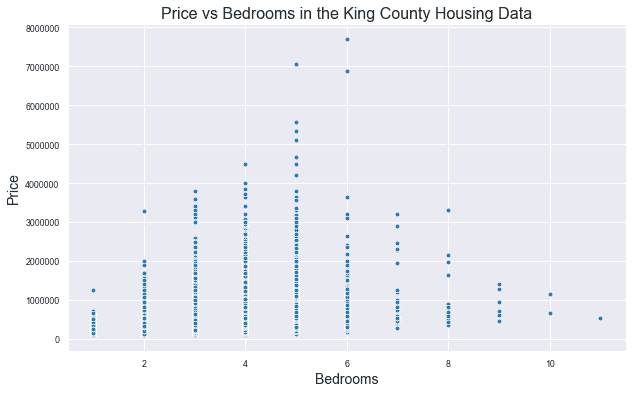 Price vs Bedrooms in the King County Housing Data
8000000
7000000
6000000
5000000
4000000
3000000
2000000
1000000
0
Price
2 4 6 8 10
Bedrooms